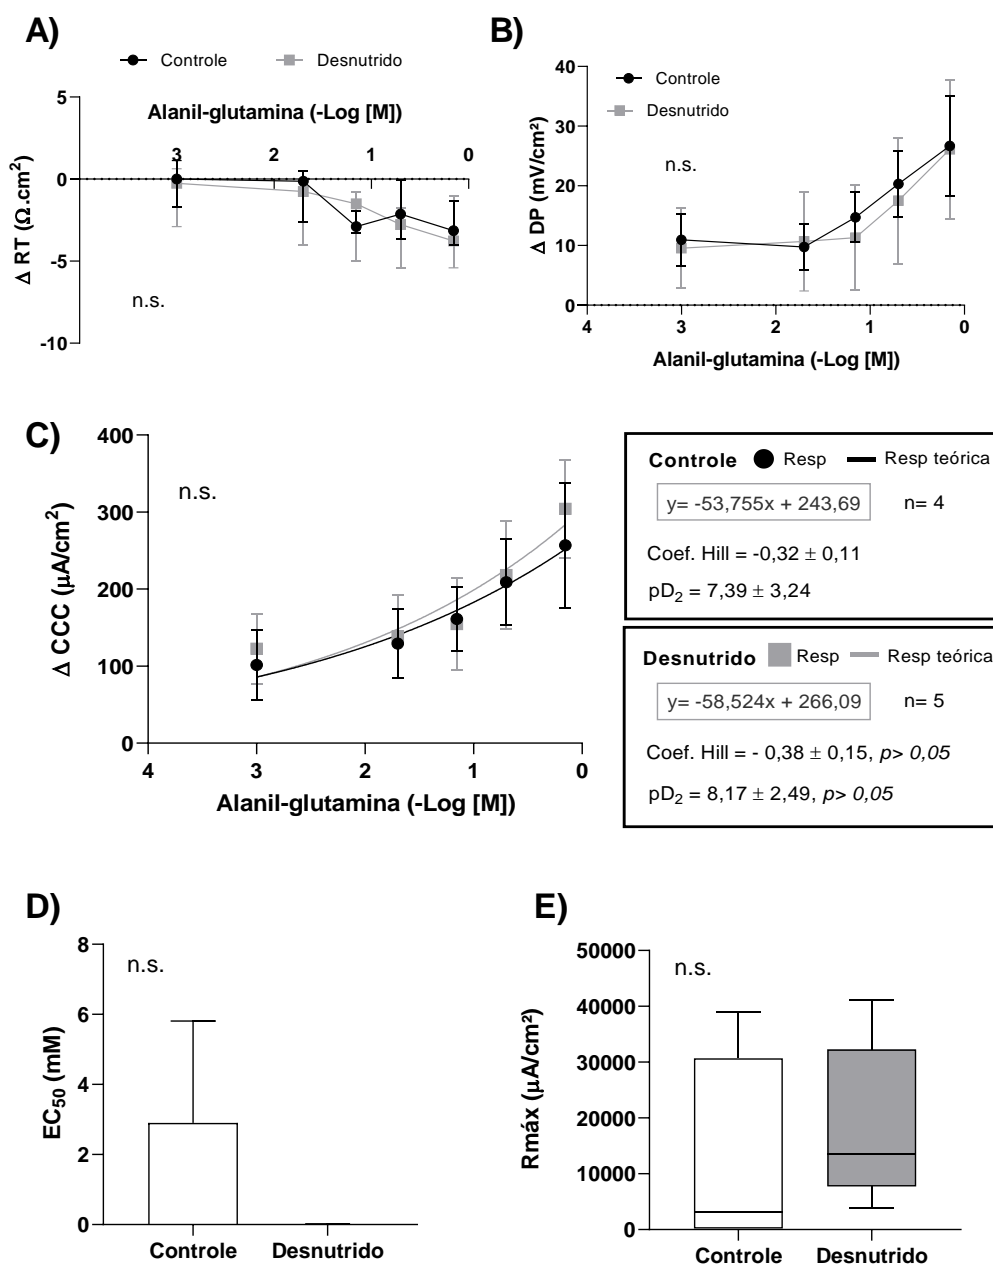 A)
Controle
Desnutrido
Alanil-glutamina (-Log [M])
3 2 1 0
5
0
-5
-10
Δ RT (Ω.cm²)
n.s.
B)
Controle
Desnutrido
n.s.
40
30
20
10
0
Δ DP (mV/cm²)
4 3 2 1 0
Alanil-glutamina (-Log [M])
C)
n.s.
400
300
200
100
0
Δ CCC (µA/cm²)
4 3 2 1 0
Alanil-glutamina (-Log [M])
Controle Resp Resp teórica
y= -53,755x + 243,69 n= 4
Coef. Hill = -0,32 ± 0,11
pD₂ = 7,39 ± 3,24
Desnutrido Resp Resp teórica
y= -58,524x + 266,09 n= 5
Coef. Hill = - 0,38 ± 0,15, p> 0,05
pD₂ = 8,17 ± 2,49, p> 0,05
D)
n.s.
8
6
4
2
0
EC₅₀ (mM)
Controle Desnutrido
E)
n.s.
50000
40000
30000
20000
10000
0
Rmáx (µA/cm²)
Controle Desnutrido